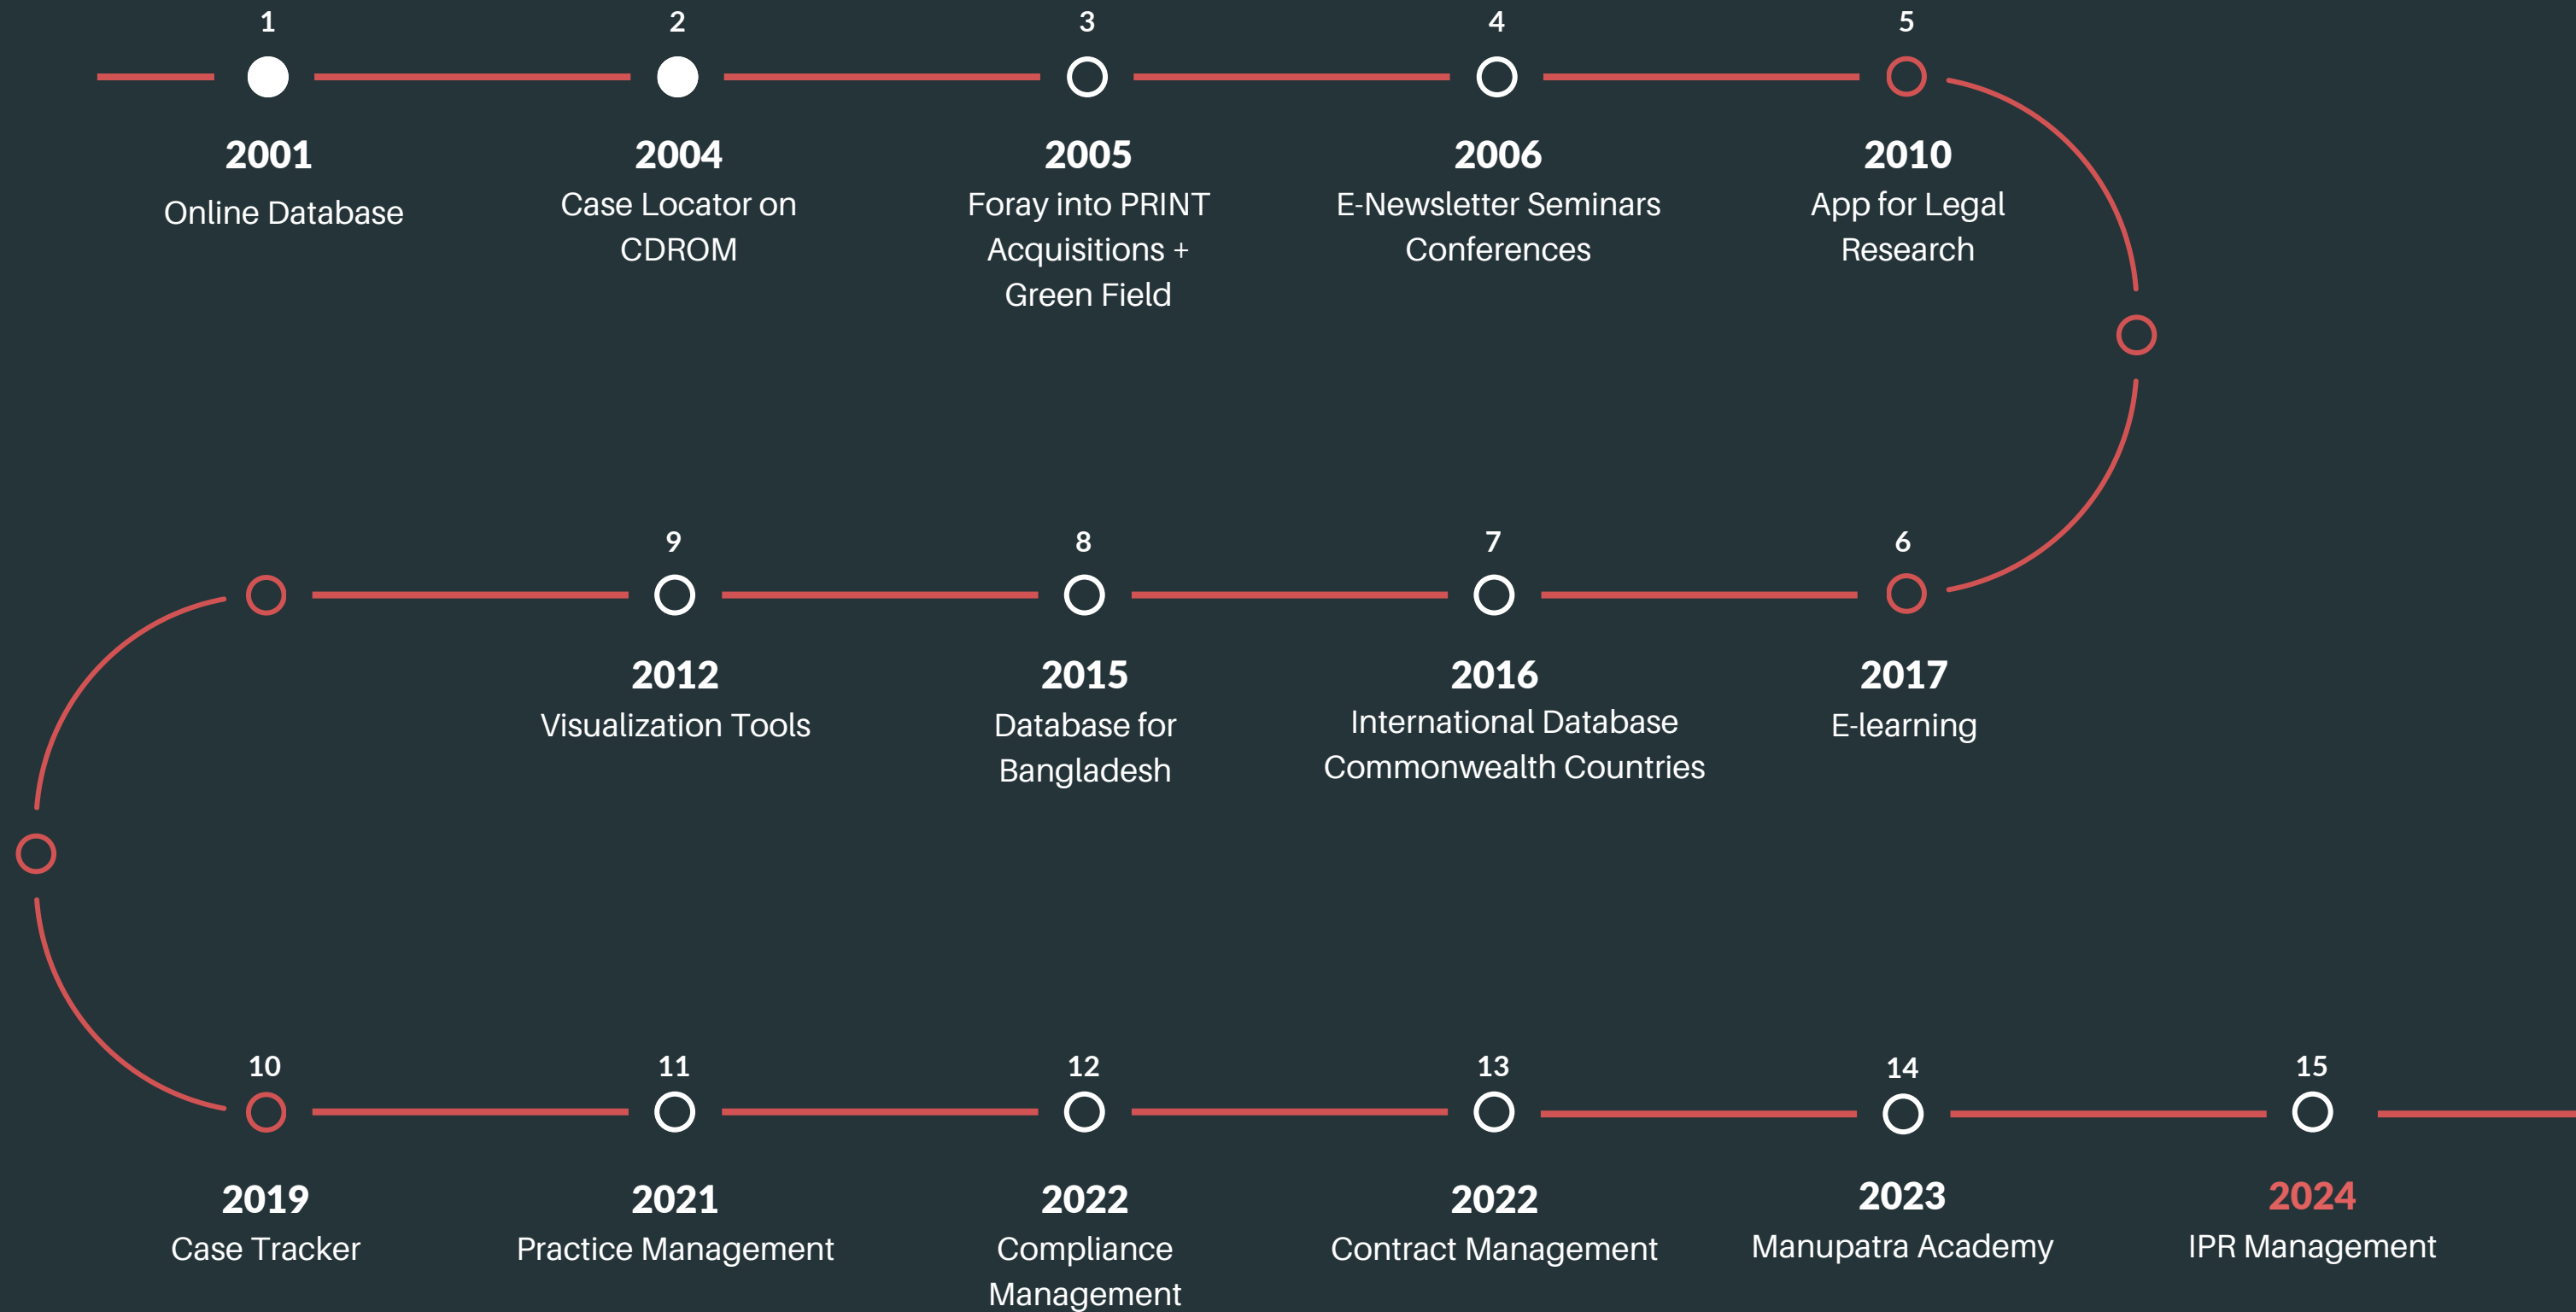 1
2001
Online Database
2
2004
Case Locator on
CDROM
3
2005
Foray into PRINT
Acquisitions +
Green Field
4
2006
E-Newsletter Seminars
Conferences
5
2010
App for Legal
Research
9
2012
Visualization Tools
8
2015
Database for
Bangladesh
7
2016
International Database
Commonwealth Countries
6
2017
E-learning
10
2019
Case Tracker
11
2021
Practice Management
12
2022
Compliance
Management
13
2022
Contract Management
14
2023
Manupatra Academy
15
2024
IPR Management